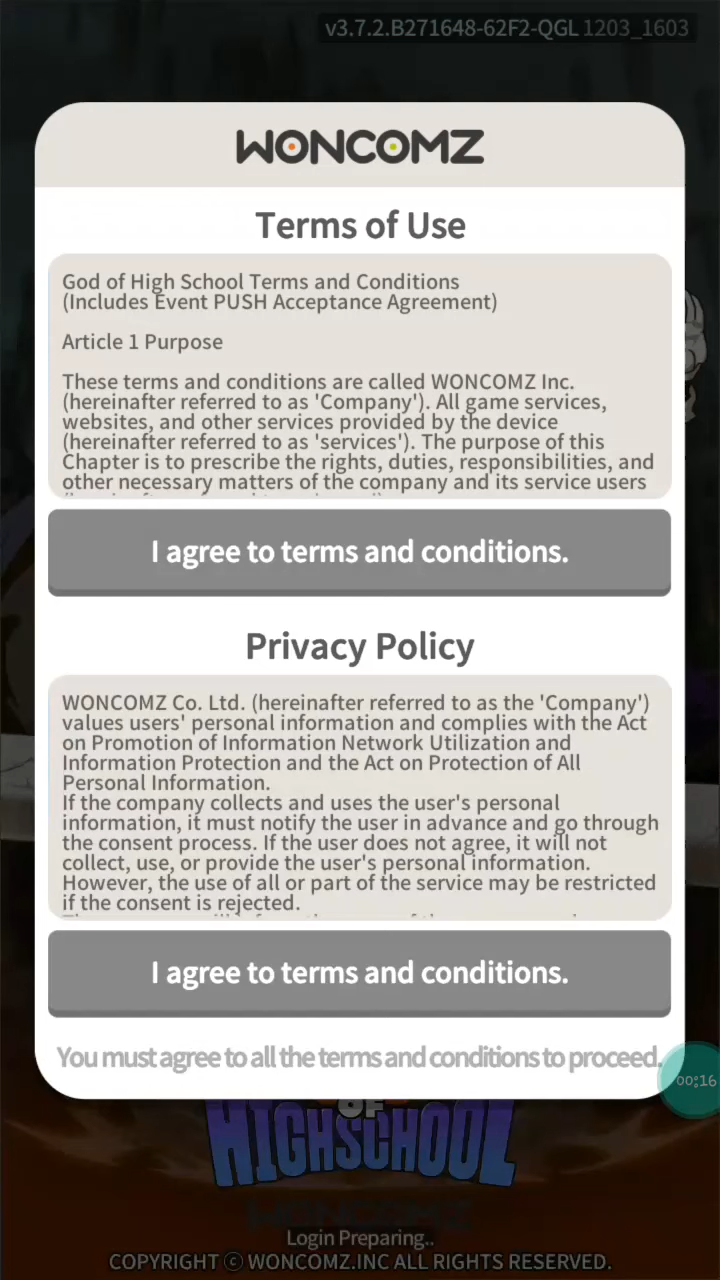 v3.7.2.B271648-62F2-QGL 1203_1603
WONCOMZ
Terms of Use
God of High School Terms and Conditions
(Includes Event PUSH Acceptance Agreement)
Article 1 Purpose
These terms and conditions are called WONCOMZ Inc.
(hereinafter referred to as 'Company'). All game services,
websites, and other services provided by the device
(hereinafter referred to as 'services'). The purpose of this
Chapter is to prescribe the rights, duties, responsibilities, and
other necessary matters of the company and its service users
I agree to terms and conditions.
Privacy Policy
WONCOMZ Co. Ltd. (hereinafter referred to as the 'Company')
values users' personal information and complies with the Act
on Promotion of Information Network Utilization and
Information Protection and the Act on Protection of All
Personal Information.
If the company collects and uses the user's personal
information, it must notify the user in advance and go through
the consent process. If the user does not agree, it will not
collect, use, or provide the user's personal information.
However, the use of all or part of the service may be restricted
if the consent is rejected.
I agree to terms and conditions.
You must agree to all the terms and conditions to proceed.
00:16
OF
HIGHSCHOOL
WONCOMZ
Login Preparing..
COPYRIGHT © WONCOMZ.INC ALL RIGHTS RESERVED.